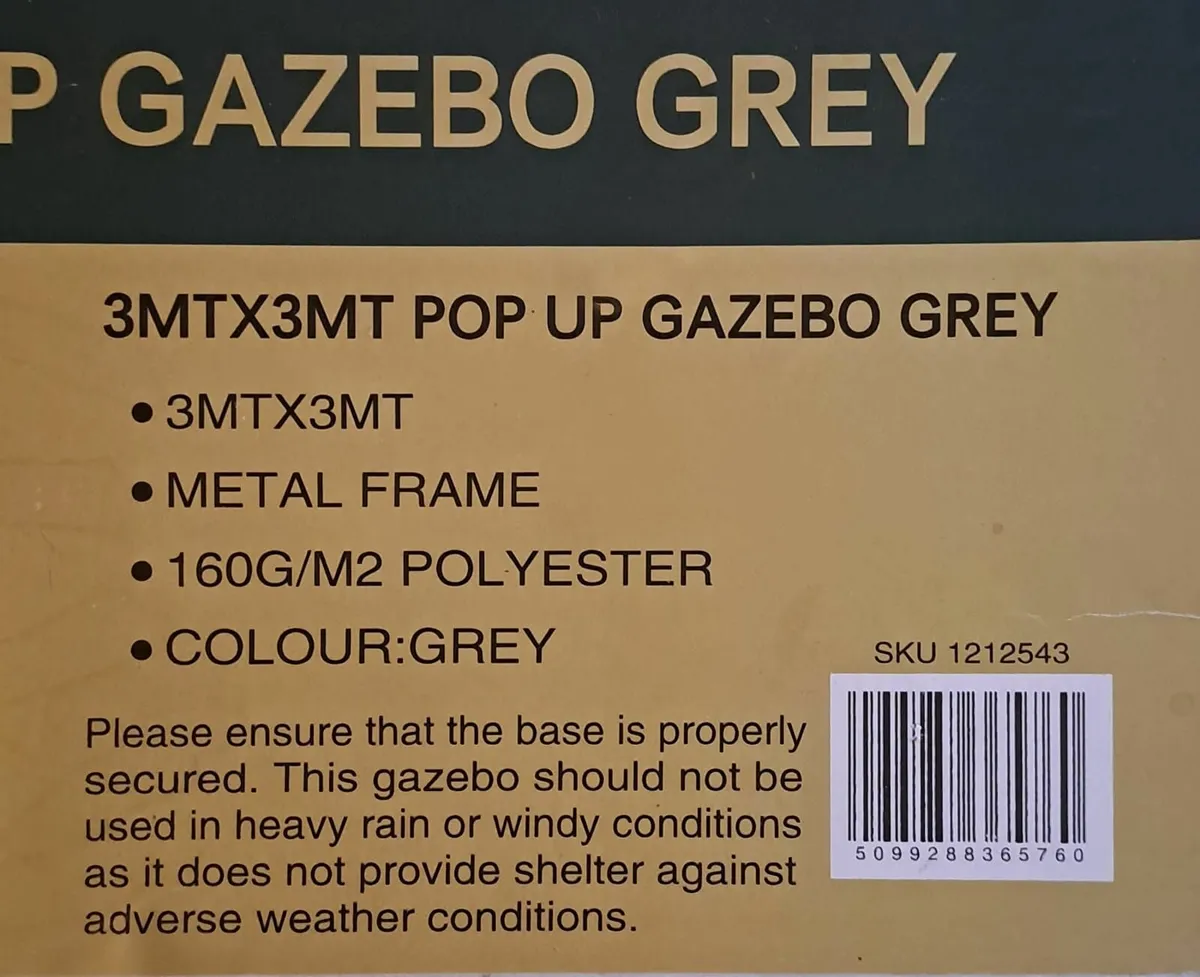 P GAZEBO GREY
3MTX3MT POP UP GAZEBO GREY
• 3MTX3MT
• METAL FRAME
• 160G/M2 POLYESTER
• COLOUR:GREY
Please ensure that the base is properly
secured. This gazebo should not be
used in heavy rain or windy conditions
as it does not provide shelter against
adverse weather conditions.
SKU 1212543
5099288365760